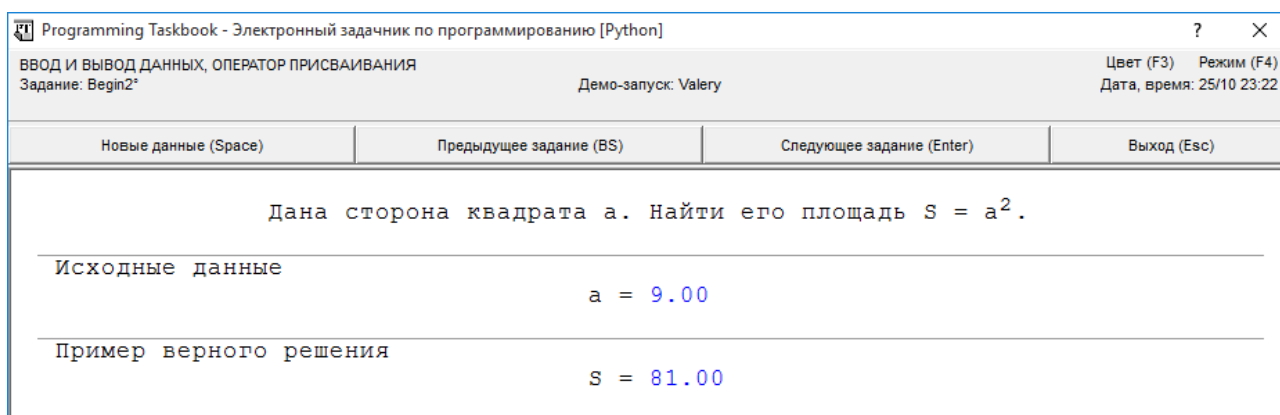 Programming Taskbook - Электронный задачник по программированию [Python] ? ×
ВВОД И ВЫВОД ДАННЫХ, ОПЕРАТОР ПРИСВАИВАНИЯ Цвет (F3) Режим (F4)
Задание: Begin2° Демо-запуск: Valery Дата, время: 25/10 23:22
Новые данные (Space) Предыдущее задание (BS) Следующее задание (Enter) Выход (Esc)
Дана сторона квадрата a. Найти его площадь S = a².
Исходные данные
a = 9.00
Пример верного решения
S = 81.00